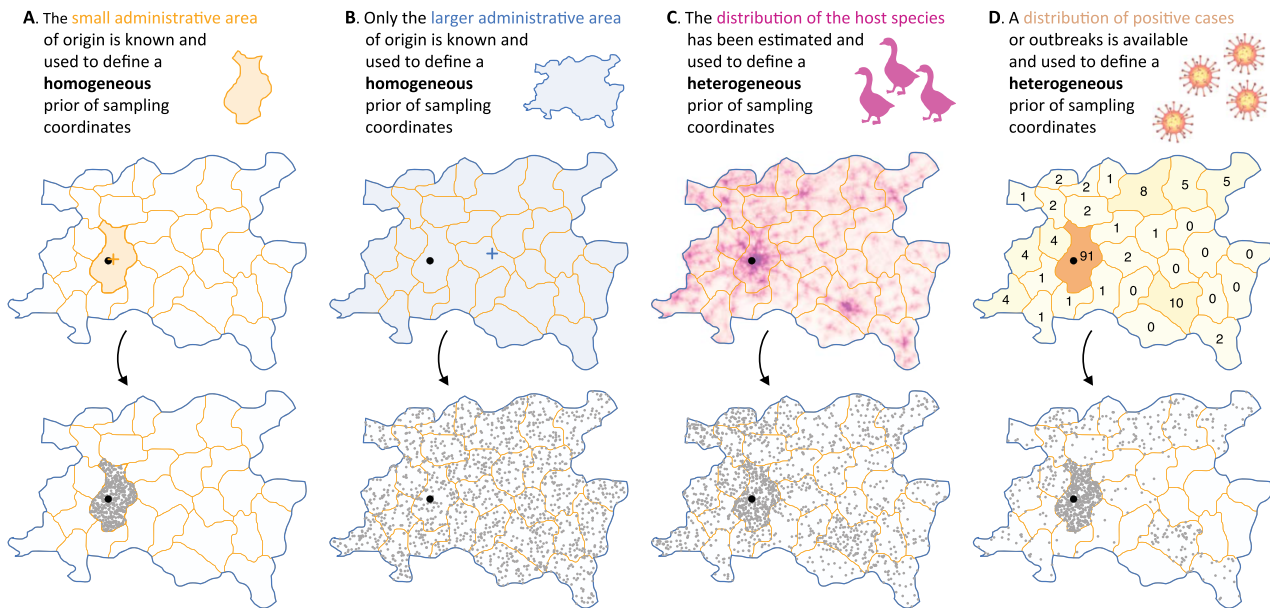 A. The small administrative area
of origin is known and
used to define a
homogeneous
prior of sampling
coordinates
B. Only the larger administrative area
of origin is known and
used to define a
homogeneous
prior of sampling
coordinates
C. The distribution of the host species
has been estimated and
used to define a
heterogeneous
prior of sampling
coordinates
D. A distribution of positive cases
or outbreaks is available
and used to define a
heterogeneous
prior of sampling
coordinates
2
2
1
8
5
5
1
2
2
4
1
1
0
4
91
2
0
0
0
1
0
4
1
1
0
10
0
0
1
0
2